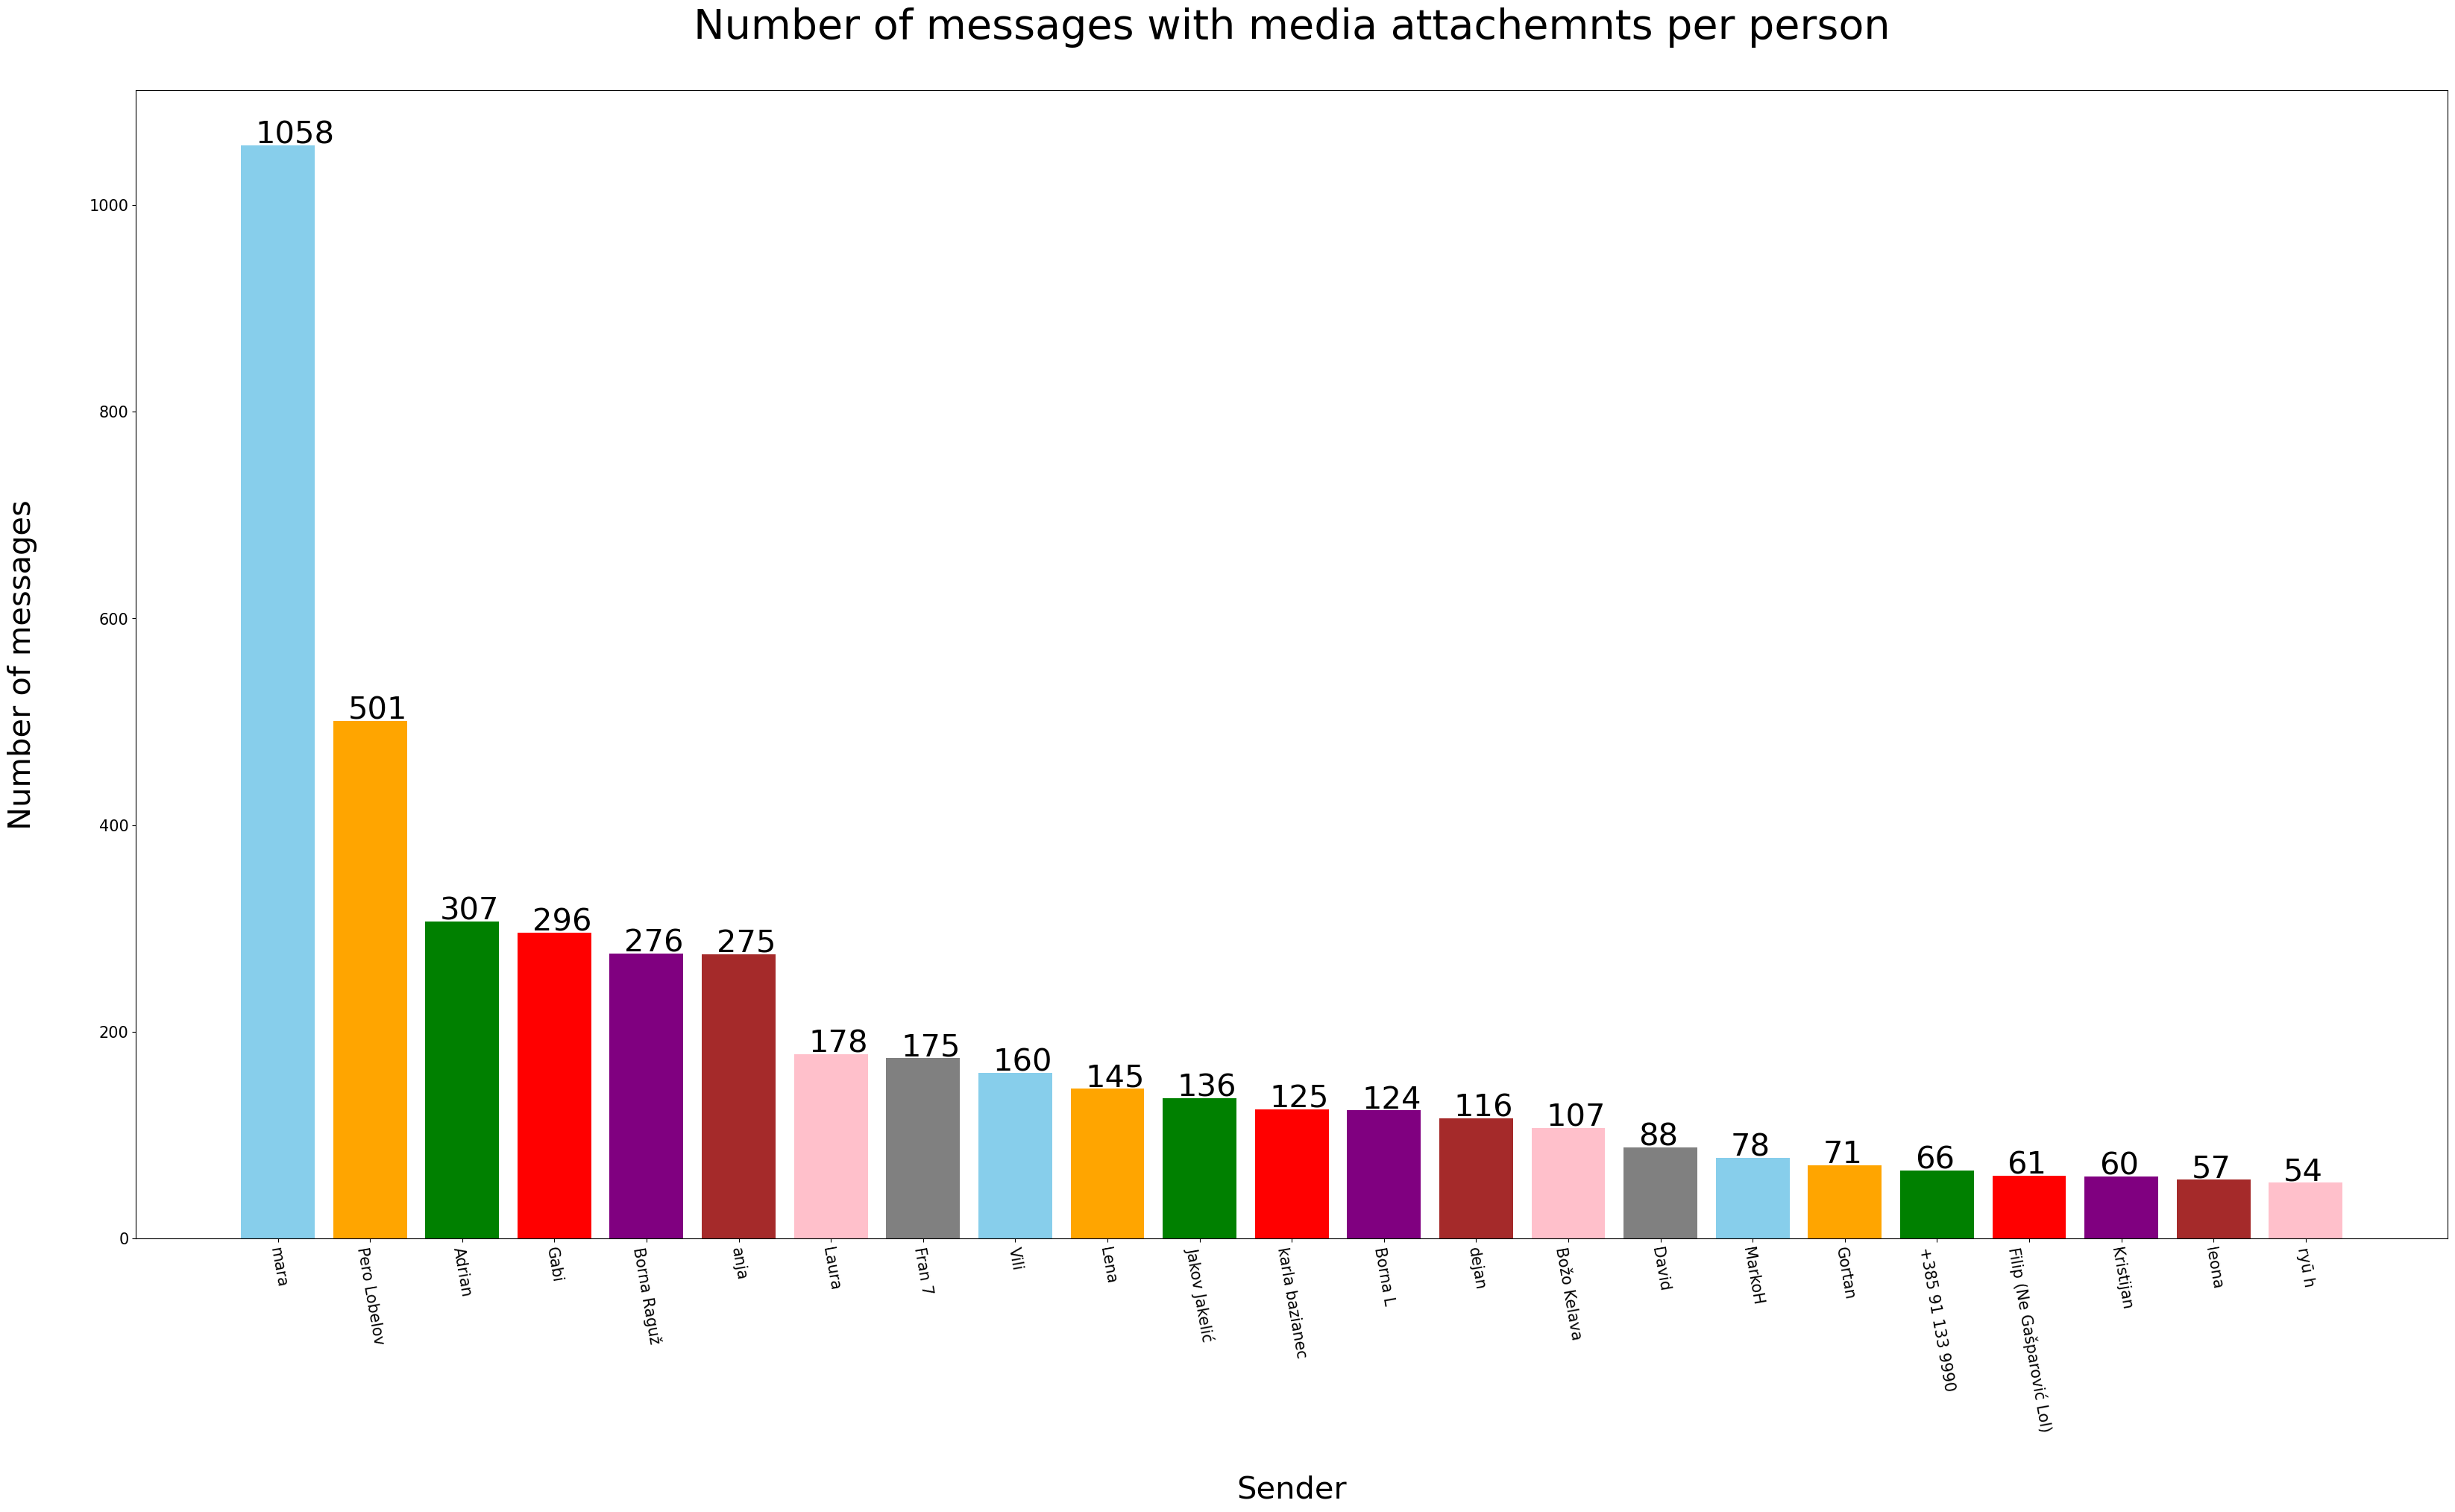 Number of messages with media attachemnts per person
Number of messages
1000
800
600
400
200
0
1058
501
307
296
276
275
178
175
160
145
136
125
124
116
107
88
78
71
66
61
60
57
54
mara
Pero Lobelov
Adrian
Gabi
Borna Raguž
anja
Laura
Fran 7
Vili
Lena
Jakov Jakelić
karla bazianec
Borna L
dejan
Božo Kelava
David
MarkoH
Gortan
+385 91 133 9990
Filip (Ne Gašparović Lol)
Kristijan
leona
ryū h
Sender